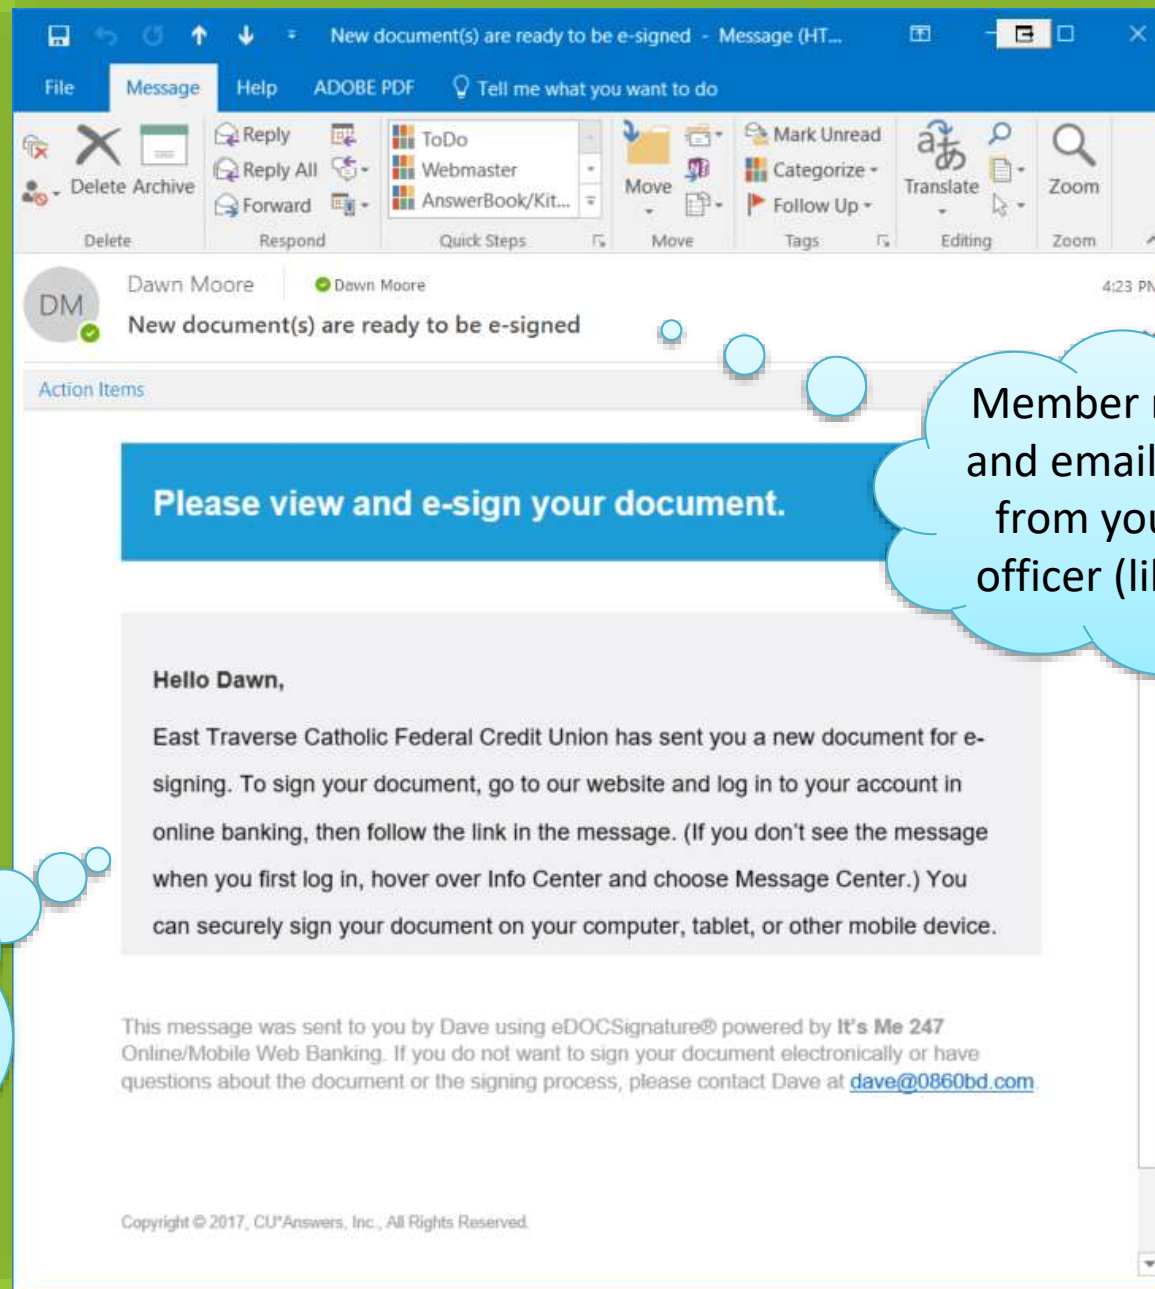 New document(s) are ready to be e-signed - Message (HT...
File Message Help ADOBE PDF Tell me what you want to do
Delete Archive
Reply
Reply All
Forward
ToDo
Webmaster
AnswerBook/Kit...
Move
Mark Unread
Categorize
Follow Up
Translate
Zoom
Delete Respond Quick Steps Move Tags Editing Zoom
DM
Dawn Moore Dawn Moore
4:23 PM
New document(s) are ready to be e-signed
Action Items
Member
and email
from you
officer
Please view and e-sign your document.
Hello Dawn,
East Traverse Catholic Federal Credit Union has sent you a new document for e-
signing. To sign your document, go to our website and log in to your account in
online banking, then follow the link in the message. (If you don't see the message
when you first log in, hover over Info Center and choose Message Center.) You
can securely sign your document on your computer, tablet, or other mobile device.
This message was sent to you by Dave using eDOCSignature® powered by It's Me 247
Online/Mobile Web Banking. If you do not want to sign your document electronically or have
questions about the document or the signing process, please contact Dave at dave@0860bd.com.
Copyright © 2017, CU*Answers, Inc., All Rights Reserved.